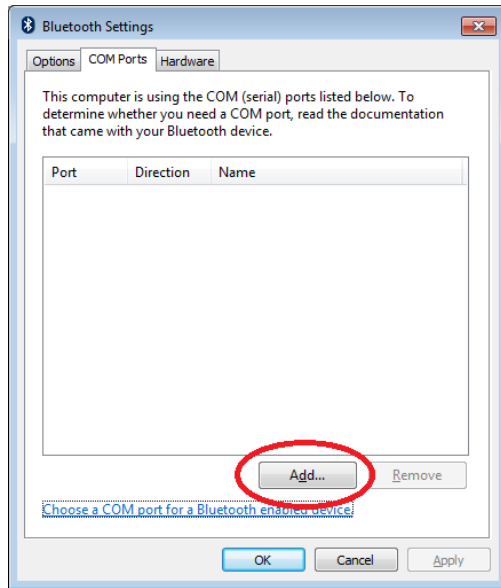 Bluetooth Settings
Options COM Ports Hardware
This computer is using the COM (serial) ports listed below. To
determine whether you need a COM port, read the documentation
that came with your Bluetooth device.
Port Direction Name
Add... Remove
Choose a COM port for a Bluetooth enabled device.
OK Cancel Apply